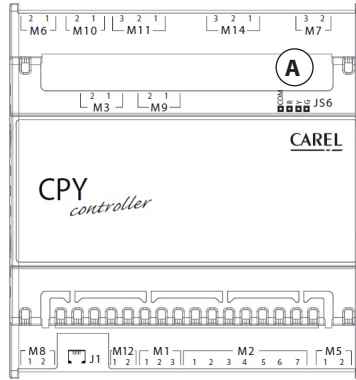 2 1 2 1 3 2 1 3 2 1 3 2 1
M6 M10 M11 M14 M7
A
2 1 2 1
M3 M9
COM R Y G JS6
CAREL
CPY
controller
M8 J1 M12 M1 M2 M5
1 2 1 2 1 2 3 1 2 3 4 5 6 7 1 2